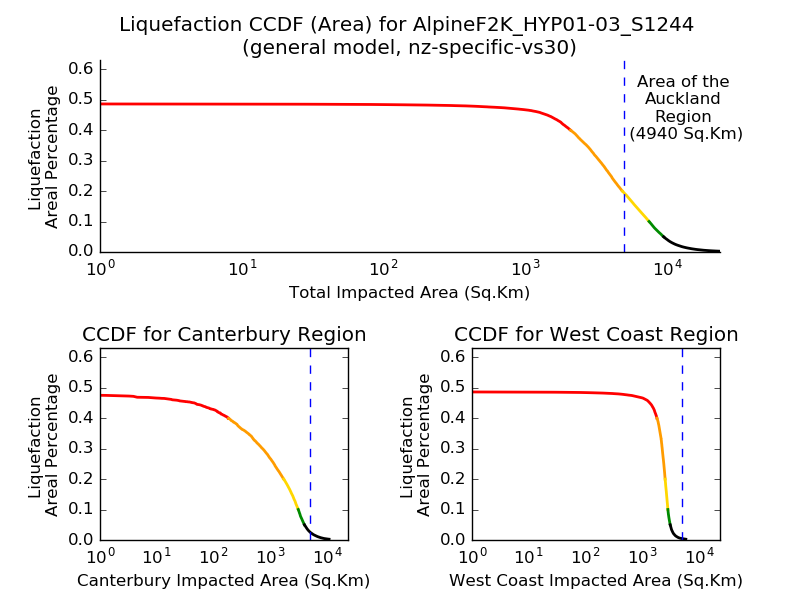 Liquefaction CCDF (Area) for AlpineF2K_HYP01-03_S1244
(general model, nz-specific-vs30)
0.6
0.5
0.4
0.3
0.2
0.1
0.0
Liquefaction
Areal Percentage
Area of the
Auckland
Region
(4940 Sq.Km)
10^0 10^1 10^2 10^3 10^4
Total Impacted Area (Sq.Km)
CCDF for Canterbury Region
0.6
0.5
0.4
0.3
0.2
0.1
0.0
Liquefaction
Areal Percentage
10^0 10^1 10^2 10^3 10^4
Canterbury Impacted Area (Sq.Km)
CCDF for West Coast Region
0.6
0.5
0.4
0.3
0.2
0.1
0.0
Liquefaction
Areal Percentage
10^0 10^1 10^2 10^3 10^4
West Coast Impacted Area (Sq.Km)